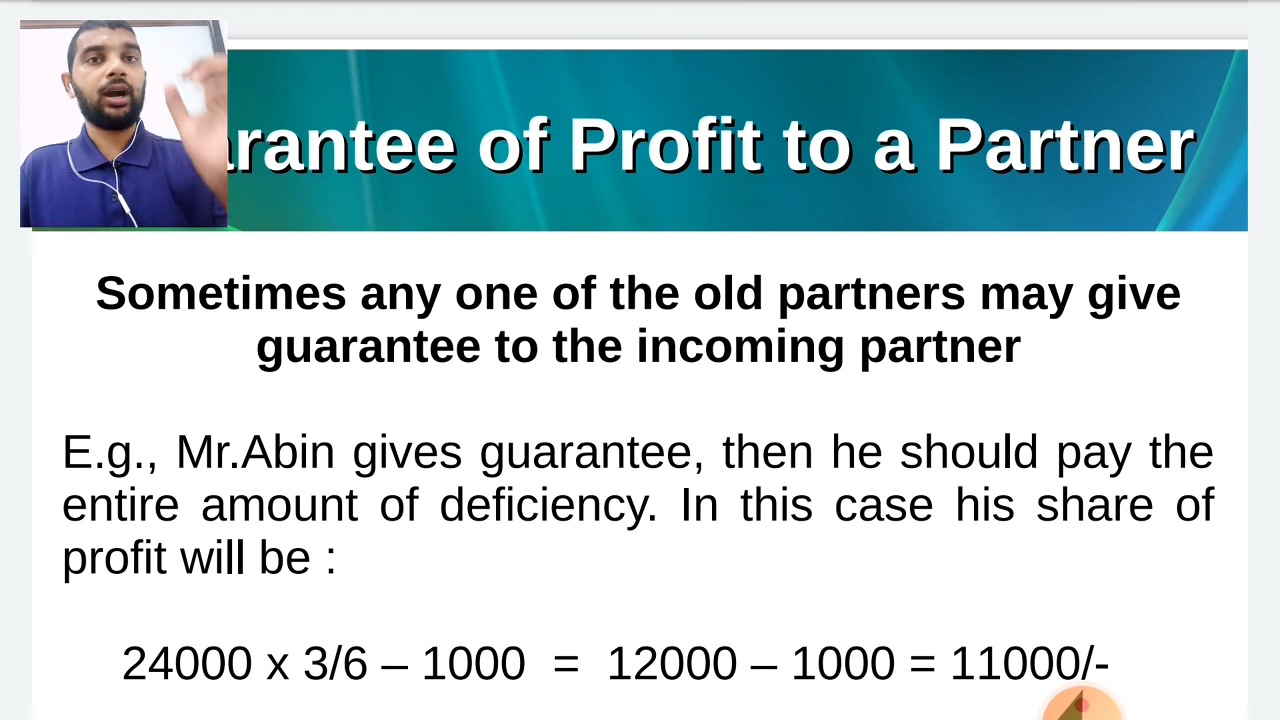 arantee of Profit to a Partner
Sometimes any one of the old partners may give
guarantee to the incoming partner
E.g., Mr.Abin gives guarantee, then he should pay the
entire amount of deficiency. In this case his share of
profit will be :
24000 x 3/6 – 1000 = 12000 – 1000 = 11000/-